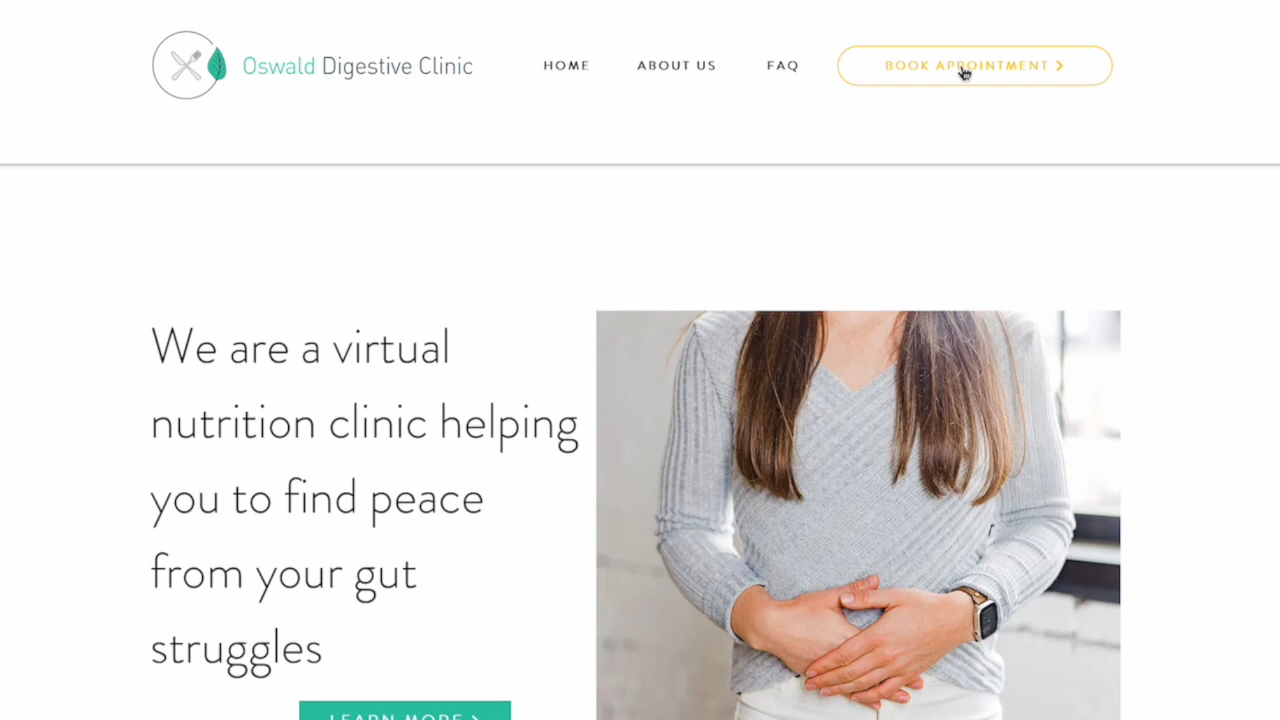 Oswald Digestive Clinic
HOME
ABOUT US
FAQ
BOOK APROINTMENT >
We are a virtual
nutrition clinic helping
you to find peace
from your gut
struggles
LEARN MORE >